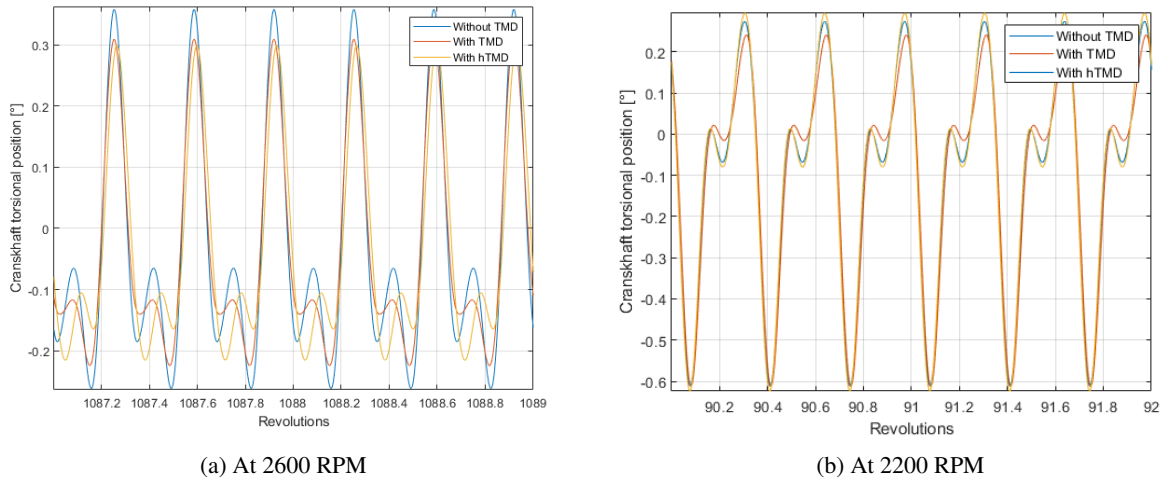 Without TMD
With TMD
With hTMD
0.3
0.2
0.1
0
-0.1
-0.2
Cranskhaft torsional position [°]
1087.2 1087.4 1087.6 1087.8 1088 1088.2 1088.4 1088.6 1088.8 1089
Revolutions
(a) At 2600 RPM
Without TMD
With TMD
With hTMD
0.2
0.1
0
-0.1
-0.2
-0.3
-0.4
-0.5
-0.6
Cranskhaft torsional position [°]
90.2 90.4 90.6 90.8 91 91.2 91.4 91.6 91.8 92
Revolutions
(b) At 2200 RPM